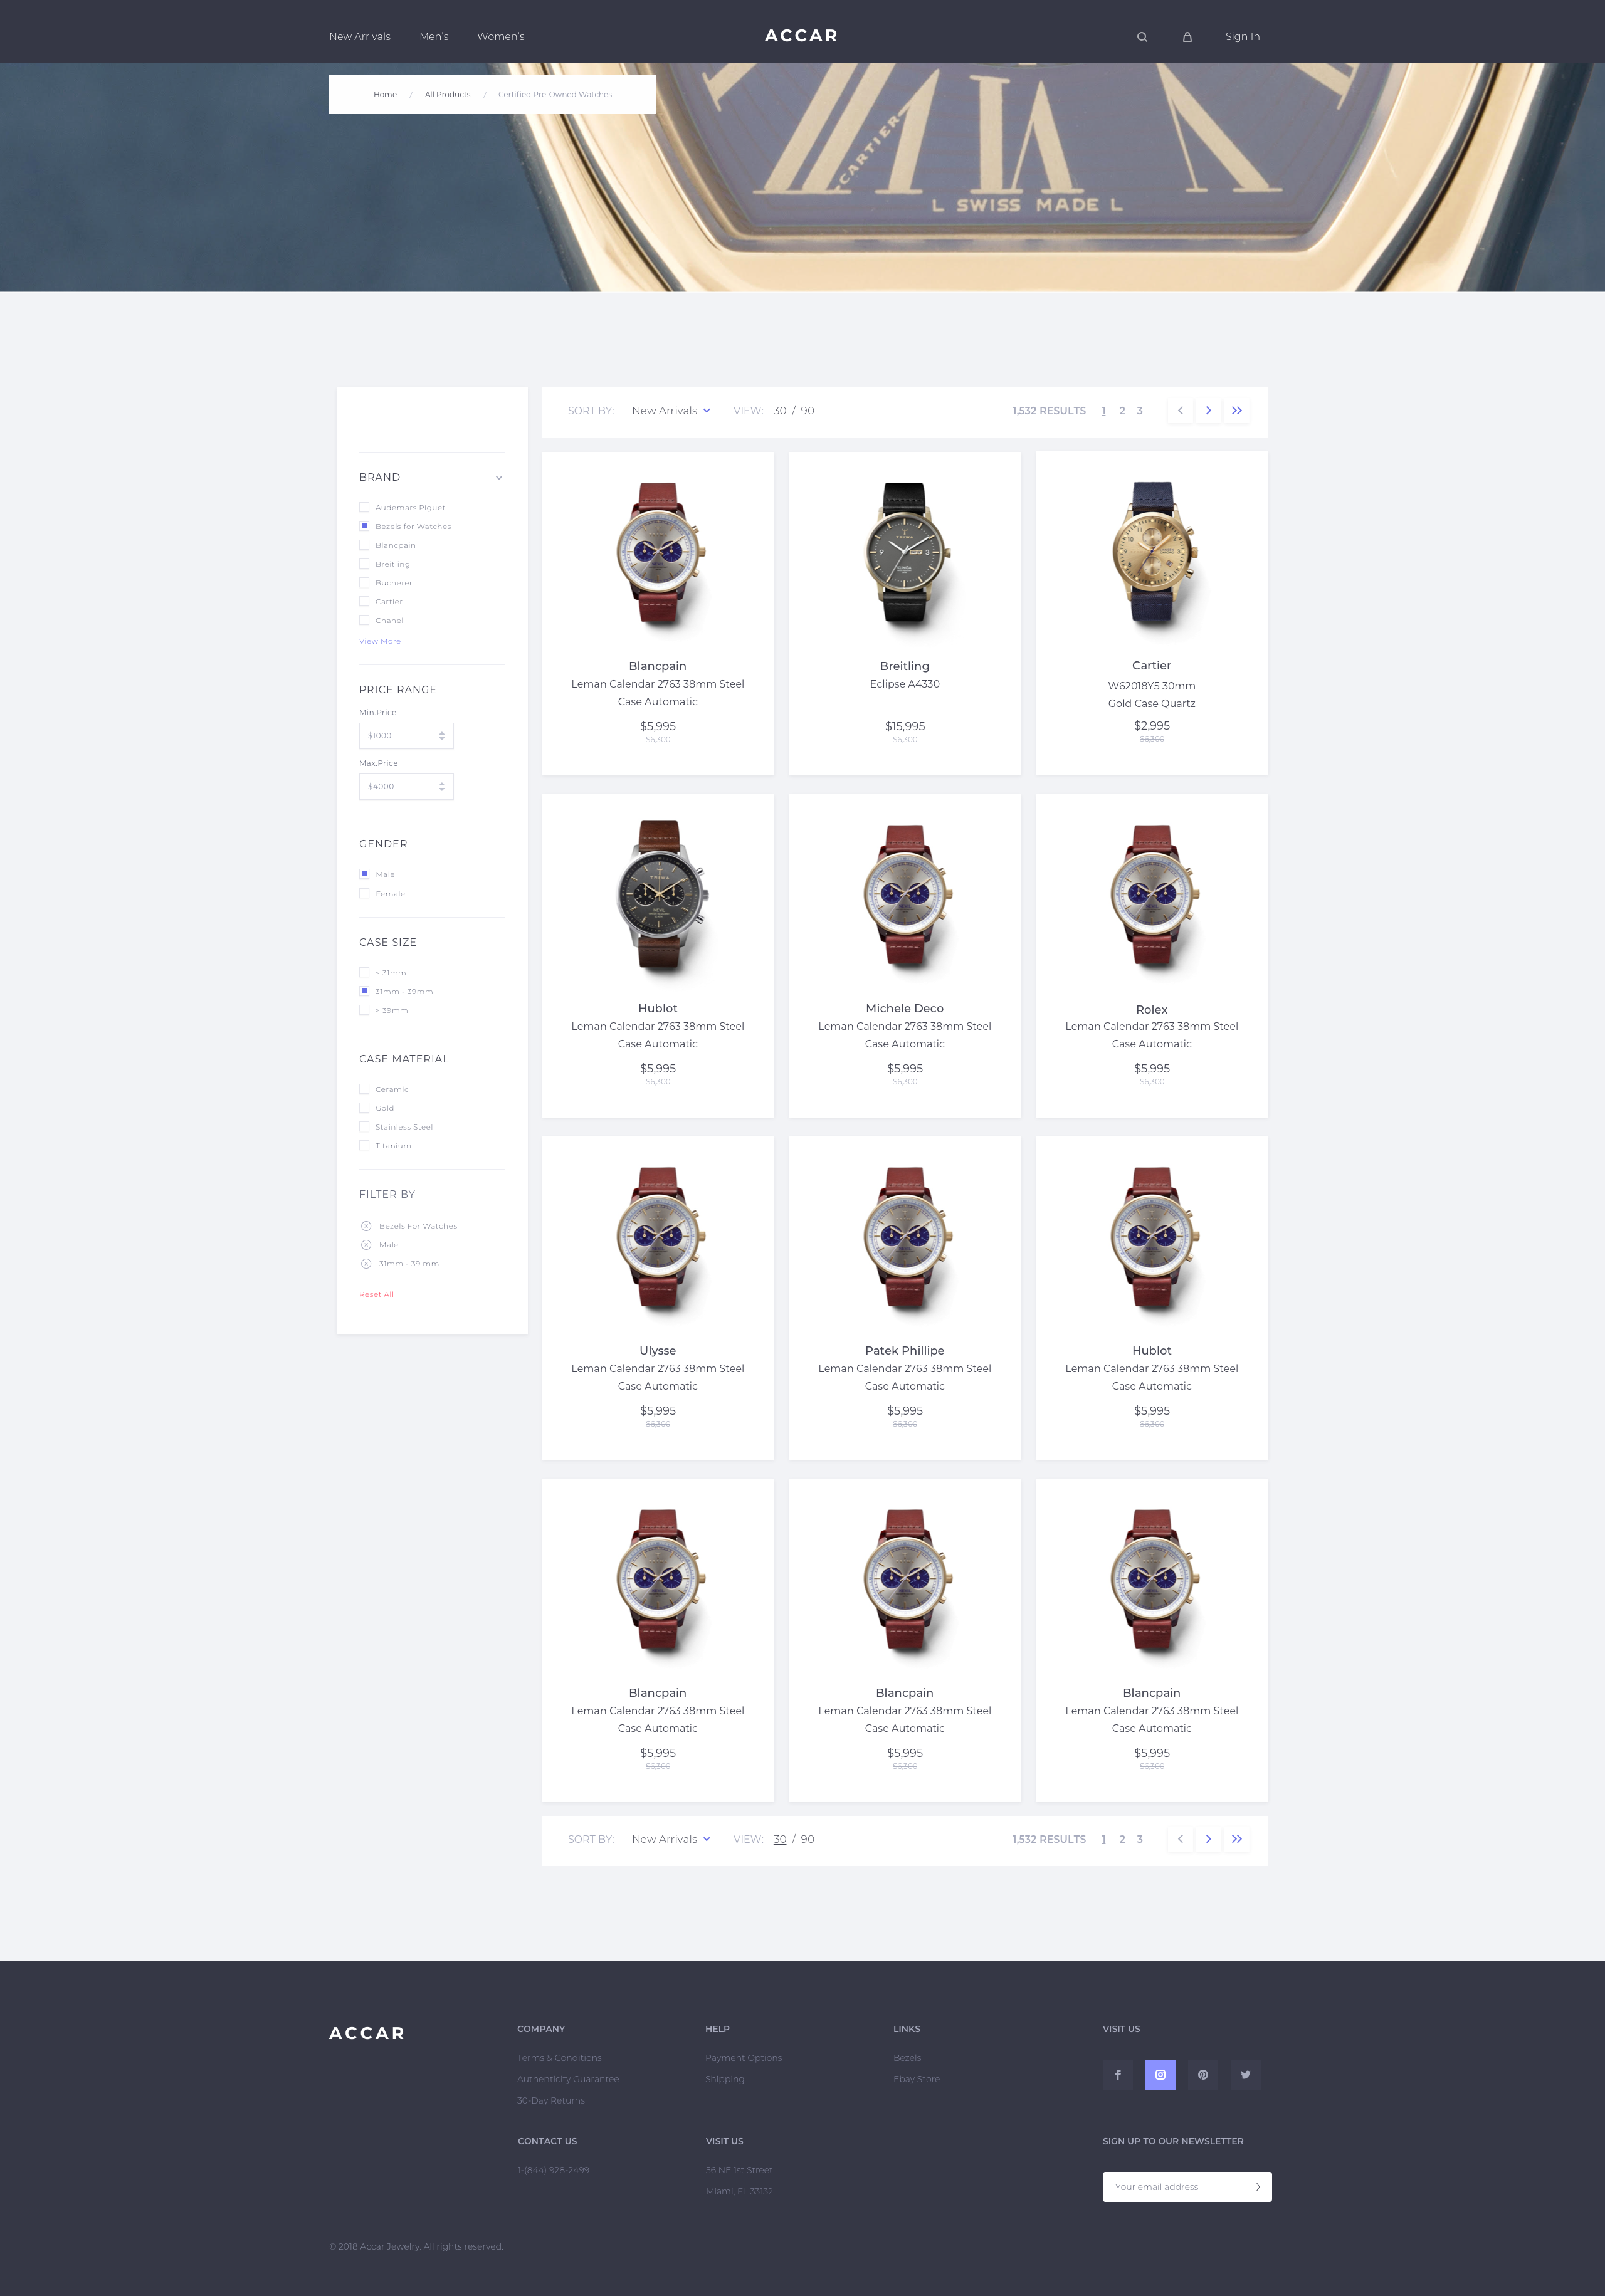 New Arrivals Men's Women's ACCAR Sign In
Home / All Products / Certified Pre-Owned Watches
CARTIER
L SWISS MADE L
SORT BY: New Arrivals VIEW: 30 / 90 1,532 RESULTS 1 2 3
BRAND
Audemars Piguet
Bezels for Watches
Blancpain
Breitling
Bucherer
Cartier
Chanel
View More
PRICE RANGE
Min.Price
$1000
Max.Price
$4000
GENDER
Male
Female
CASE SIZE
< 31mm
31mm - 39mm
> 39mm
CASE MATERIAL
Ceramic
Gold
Stainless Steel
Titanium
FILTER BY
Bezels For Watches
Male
31mm - 39 mm
Reset All
Blancpain
Leman Calendar 2763 38mm Steel
Case Automatic
$5,995
$6,300
TRIWA
9 3
Breitling
Eclipse A4330
$15,995
$6,300
Cartier
W62018Y5 30mm
Gold Case Quartz
$2,995
$6,300
TRIWA
Hublot
Leman Calendar 2763 38mm Steel
Case Automatic
$5,995
$6,300
Michele Deco
Leman Calendar 2763 38mm Steel
Case Automatic
$5,995
$6,300
Rolex
Leman Calendar 2763 38mm Steel
Case Automatic
$5,995
$6,300
Ulysse
Leman Calendar 2763 38mm Steel
Case Automatic
$5,995
$6,300
Patek Phillipe
Leman Calendar 2763 38mm Steel
Case Automatic
$5,995
$6,300
Hublot
Leman Calendar 2763 38mm Steel
Case Automatic
$5,995
$6,300
Blancpain
Leman Calendar 2763 38mm Steel
Case Automatic
$5,995
$6,300
Blancpain
Leman Calendar 2763 38mm Steel
Case Automatic
$5,995
$6,300
Blancpain
Leman Calendar 2763 38mm Steel
Case Automatic
$5,995
$6,300
SORT BY: New Arrivals VIEW: 30 / 90 1,532 RESULTS 1 2 3
ACCAR
COMPANY
Terms & Conditions
Authenticity Guarantee
30-Day Returns
HELP
Payment Options
Shipping
LINKS
Bezels
Ebay Store
VISIT US
CONTACT US
1-(844) 928-2499
VISIT US
56 NE 1st Street
Miami, FL 33132
SIGN UP TO OUR NEWSLETTER
Your email address
© 2018 Accar Jewelry. All rights reserved.